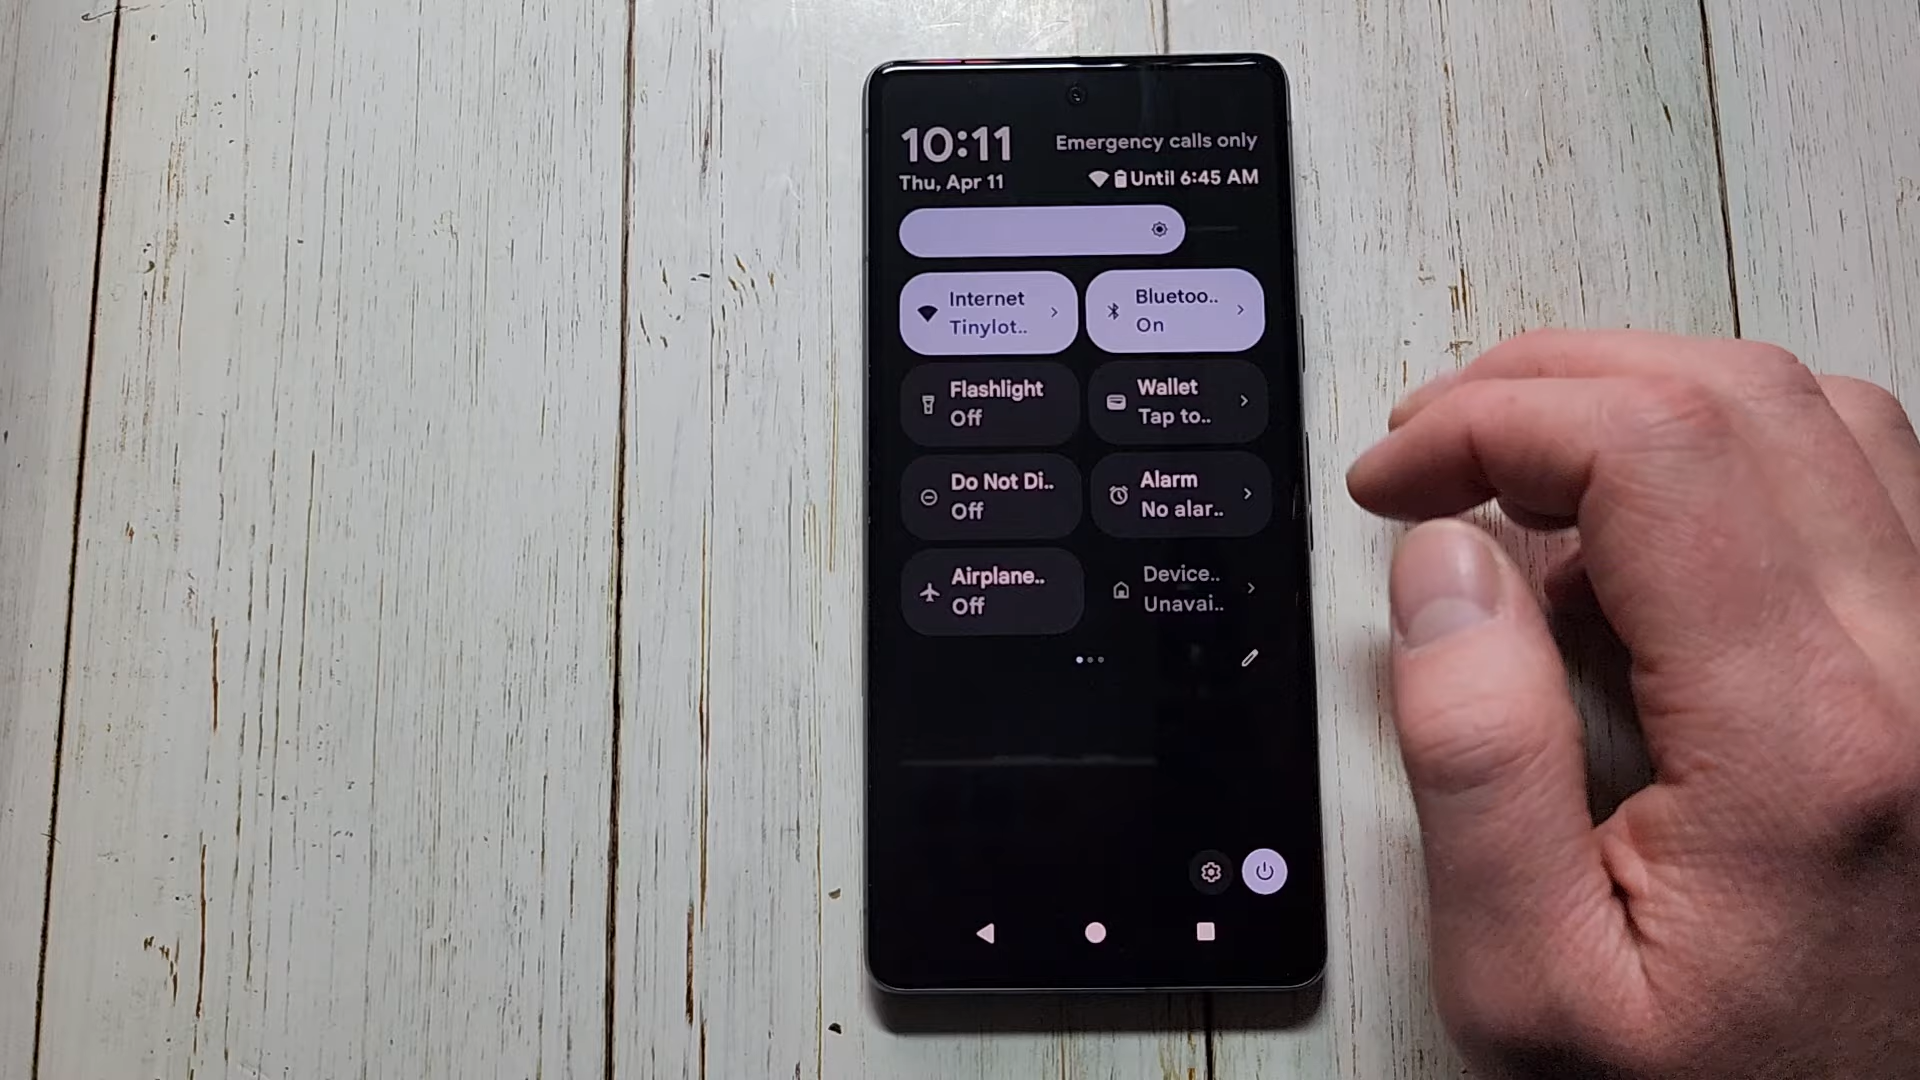 10:11
Emergency calls only
Thu, Apr 11
Until 6:45 AM
Internet
Tinylot..
Bluetoo..
On
Flashlight
Off
Wallet
Tap to..
Do Not Di..
Off
Alarm
No alar..
Airplane..
Off
Device..
Unavai..